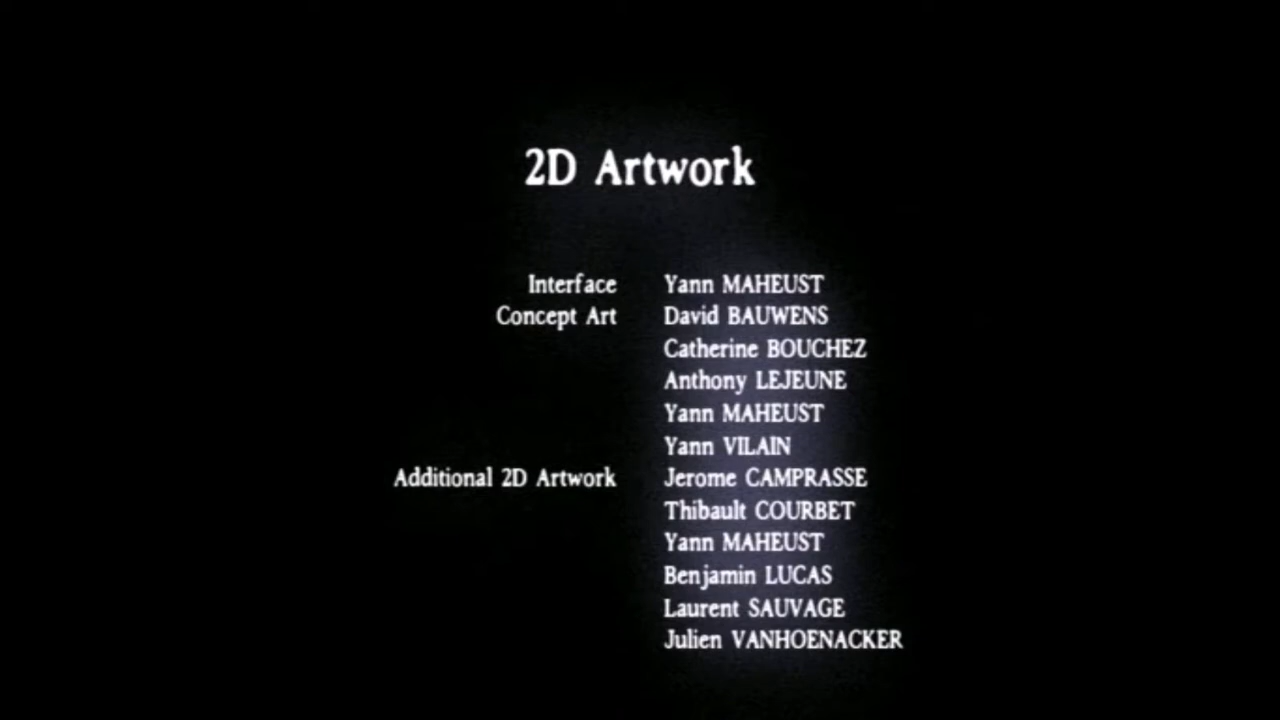 2D Artwork
Interface Yann MAHEUST
Concept Art David BAUWENS
Catherine BOUCHEZ
Anthony LEJEUNE
Yann MAHEUST
Yann VILAIN
Additional 2D Artwork Jerome CAMPRASSE
Thibault COURBET
Yann MAHEUST
Benjamin LUCAS
Laurent SAUVAGE
Julien VANHOENACKER